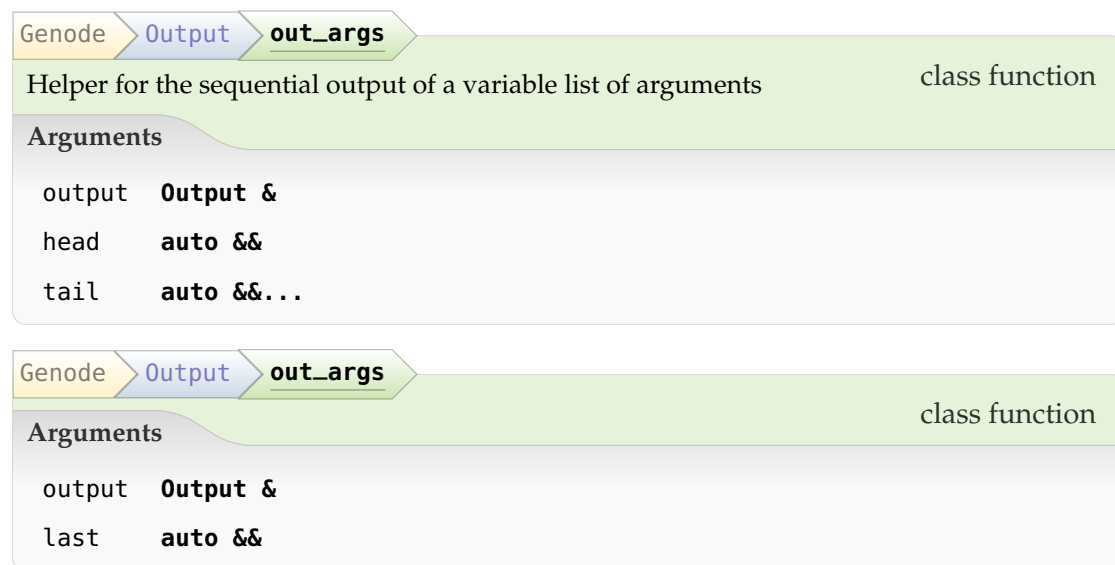 Genode Output out_args
Helper for the sequential output of a variable list of arguments class function
Arguments
output Output &
head auto &&
tail auto &&...
Genode Output out_args
class function
Arguments
output Output &
last auto &&